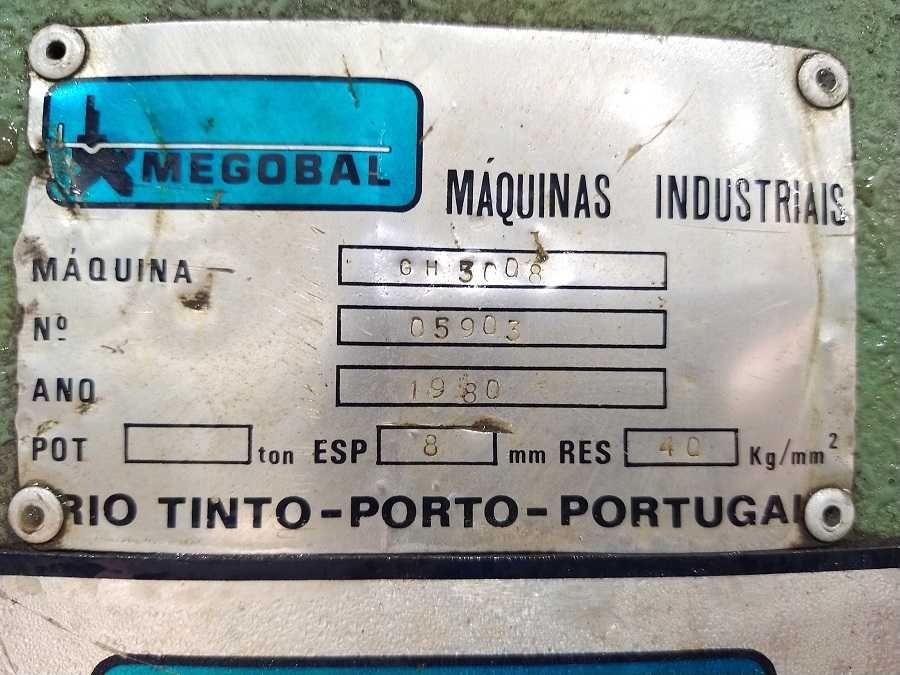 MEGOBAL
MÁQUINAS INDUSTRIAIS
MÁQUINA GH 3008
Nº 05903
ANO 1980
POT ton ESP 8 mm RES 40 Kg/mm²
RIO TINTO-PORTO-PORTUGAL